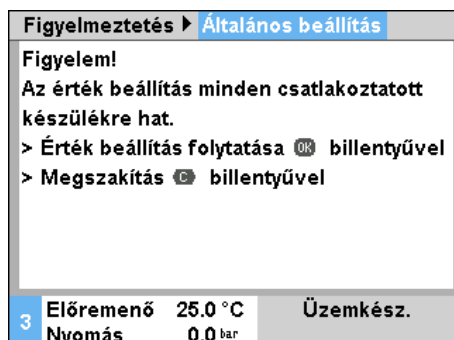 Figyelmeztetés ▶ Általános beállítás
Figyelem!
Az érték beállítás minden csatlakoztatott
készülékre hat.
> Érték beállítás folytatása OK billentyűvel
> Megszakítás C billentyűvel
Előremenő 25.0 °C Üzemkész.
3
Nyomás 0.0 bar